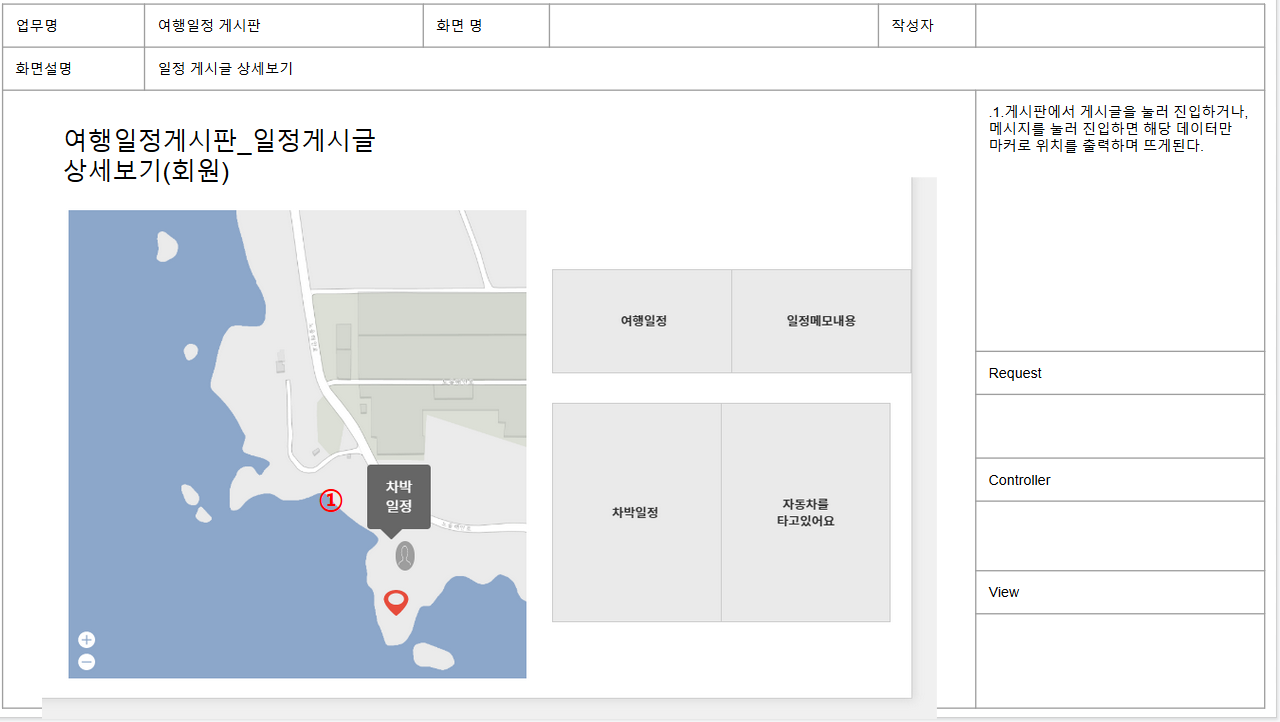 업무명
여행일정 게시판
화면 명
작성자
화면설명
일정 게시글 상세보기
여행일정게시판_일정게시글
상세보기(회원)
.1.게시판에서 게시글을 눌러 진입하거나,
메시지를 눌러 진입하면 해당 데이터만
마커로 위치를 출력하며 뜨게된다.
여행일정
일정메모내용
차박
일정
①
차박일정
자동차를
타고있어요
Request
Controller
View